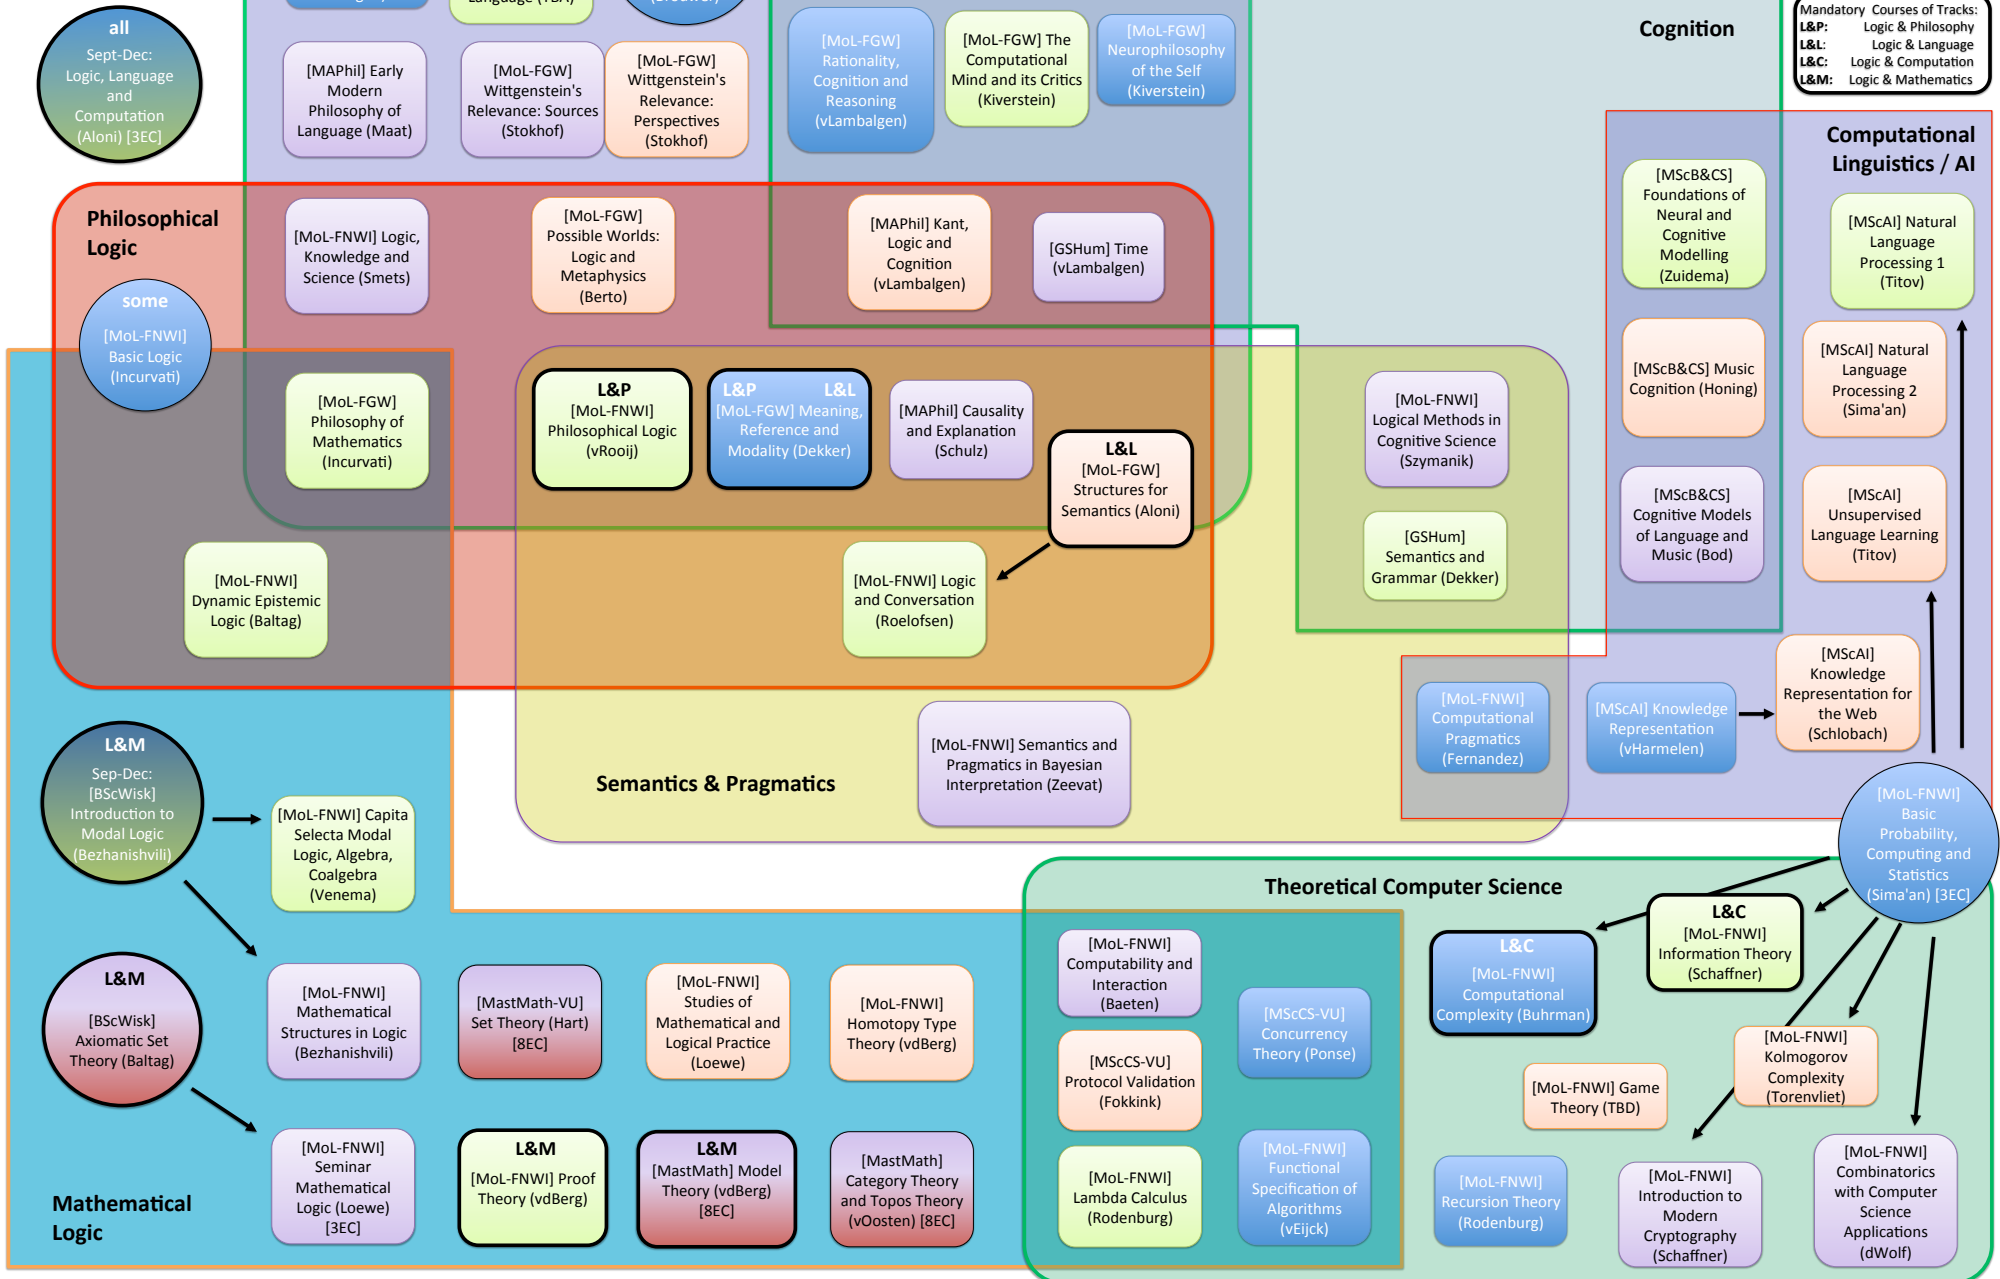 Language (TBA)
(Brouwer)
all
Sept-Dec:
Logic, Language
and
Computation
(Aloni) [3EC]
[MAPhil] Early
Modern
Philosophy of
Language (Maat)
[MoL-FGW]
Wittgenstein's
Relevance: Sources
(Stokhof)
[MoL-FGW]
Wittgenstein's
Relevance:
Perspectives
(Stokhof)
[MoL-FGW]
Rationality,
Cognition and
Reasoning
(vLambalgen)
[MoL-FGW] The
Computational
Mind and its Critics
(Kiverstein)
[MoL-FGW]
Neurophilosophy
of the Self
(Kiverstein)
Cognition
Mandatory Courses of Tracks:
L&P: Logic & Philosophy
L&L: Logic & Language
L&C: Logic & Computation
L&M: Logic & Mathematics
Computational
Linguistics / AI
[MScB&CS]
Foundations of
Neural and
Cognitive
Modelling
(Zuidema)
[MScAI] Natural
Language
Processing 1
(Titov)
Philosophical
Logic
[MoL-FNWI] Logic,
Knowledge and
Science (Smets)
[MoL-FGW]
Possible Worlds:
Logic and
Metaphysics
(Berto)
[MAPhil] Kant,
Logic and
Cognition
(vLambalgen)
[GSHum] Time
(vLambalgen)
some
[MoL-FNWI]
Basic Logic
(Incurvati)
[MScB&CS] Music
Cognition (Honing)
[MScAI] Natural
Language
Processing 2
(Sima'an)
[MoL-FGW]
Philosophy of
Mathematics
(Incurvati)
L&P
[MoL-FNWI]
Philosophical Logic
(vRooij)
L&P L&L
[MoL-FGW] Meaning,
Reference and
Modality (Dekker)
[MAPhil] Causality
and Explanation
(Schulz)
L&L
[MoL-FGW]
Structures for
Semantics (Aloni)
[MoL-FNWI]
Logical Methods in
Cognitive Science
(Szymanik)
[MScB&CS]
Cognitive Models
of Language and
Music (Bod)
[MScAI]
Unsupervised
Language Learning
(Titov)
[GSHum]
Semantics and
Grammar (Dekker)
[MoL-FNWI]
Dynamic Epistemic
Logic (Baltag)
[MoL-FNWI] Logic
and Conversation
(Roelofsen)
[MScAI]
Knowledge
Representation for
the Web
(Schlobach)
[MoL-FNWI]
Computational
Pragmatics
(Fernandez)
[MScAI] Knowledge
Representation
(vHarmelen)
[MoL-FNWI] Semantics and
Pragmatics in Bayesian
Interpretation (Zeevat)
Semantics & Pragmatics
L&M
Sep-Dec:
[BScWisk]
Introduction to
Modal Logic
(Bezhanishvili)
[MoL-FNWI] Capita
Selecta Modal
Logic, Algebra,
Coalgebra
(Venema)
[MoL-FNWI]
Basic
Probability,
Computing and
Statistics
(Sima'an) [3EC]
Theoretical Computer Science
L&C
[MoL-FNWI]
Information Theory
(Schaffner)
L&C
[MoL-FNWI]
Computational
Complexity (Buhrman)
[MoL-FNWI]
Computability and
Interaction
(Baeten)
L&M
[BScWisk]
Axiomatic Set
Theory (Baltag)
[MoL-FNWI]
Mathematical
Structures in Logic
(Bezhanishvili)
[MastMath-VU]
Set Theory (Hart)
[8EC]
[MoL-FNWI]
Studies of
Mathematical and
Logical Practice
(Loewe)
[MoL-FNWI]
Homotopy Type
Theory (vdBerg)
[MScCS-VU]
Concurrency
Theory (Ponse)
[MScCS-VU]
Protocol Validation
(Fokkink)
[MoL-FNWI]
Kolmogorov
Complexity
(Torenvliet)
[MoL-FNWI] Game
Theory (TBD)
Mathematical
Logic
[MoL-FNWI]
Seminar
Mathematical
Logic (Loewe)
[3EC]
L&M
[MoL-FNWI] Proof
Theory (vdBerg)
L&M
[MastMath] Model
Theory (vdBerg)
[8EC]
[MastMath]
Category Theory
and Topos Theory
(vOosten) [8EC]
[MoL-FNWI]
Lambda Calculus
(Rodenburg)
[MoL-FNWI]
Functional
Specification of
Algorithms
(vEijck)
[MoL-FNWI]
Recursion Theory
(Rodenburg)
[MoL-FNWI]
Introduction to
Modern
Cryptography
(Schaffner)
[MoL-FNWI]
Combinatorics
with Computer
Science
Applications
(dWolf)